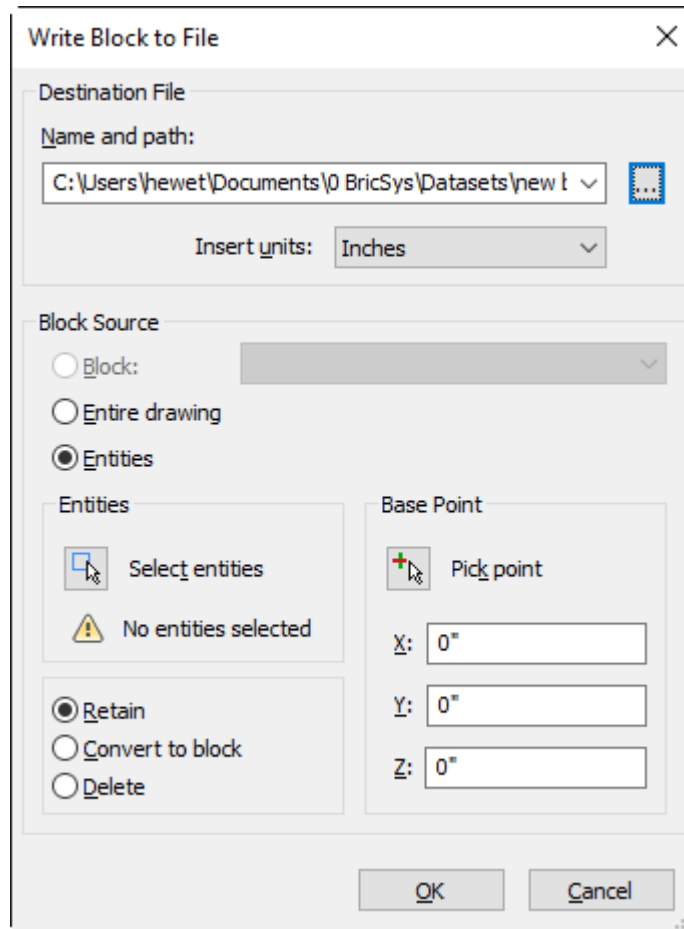 Write Block to File
Destination File
Name and path:
C:\Users\hewet\Documents\0 BricSys\Datasets\new
...
Insert units: Inches
Block Source
Block:
Entire drawing
Entities
Entities
Select entities
No entities selected
Retain
Convert to block
Delete
Base Point
Pick point
X: 0"
Y: 0"
Z: 0"
OK Cancel